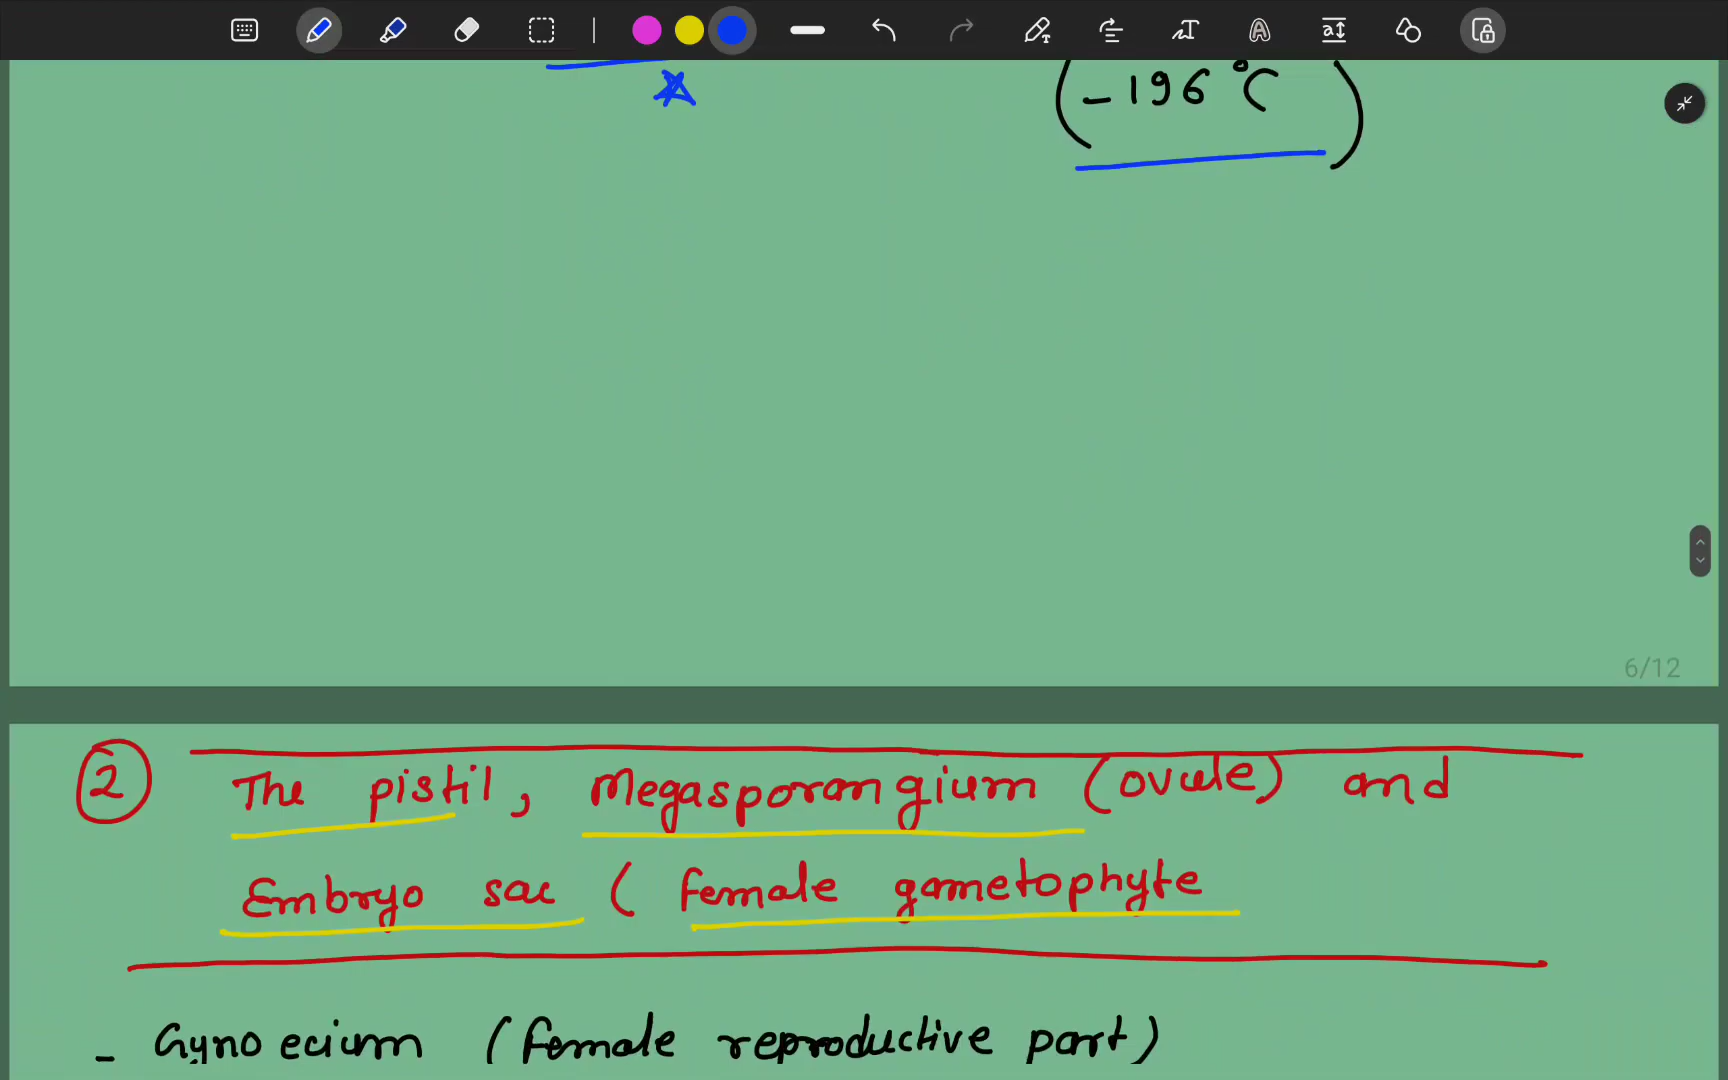 (-196 °C)
6/12
② The pistil, Megasporangium (ovule) and
Embryo sac ( female gametophyte
- Gynoecium (female reproductive part)